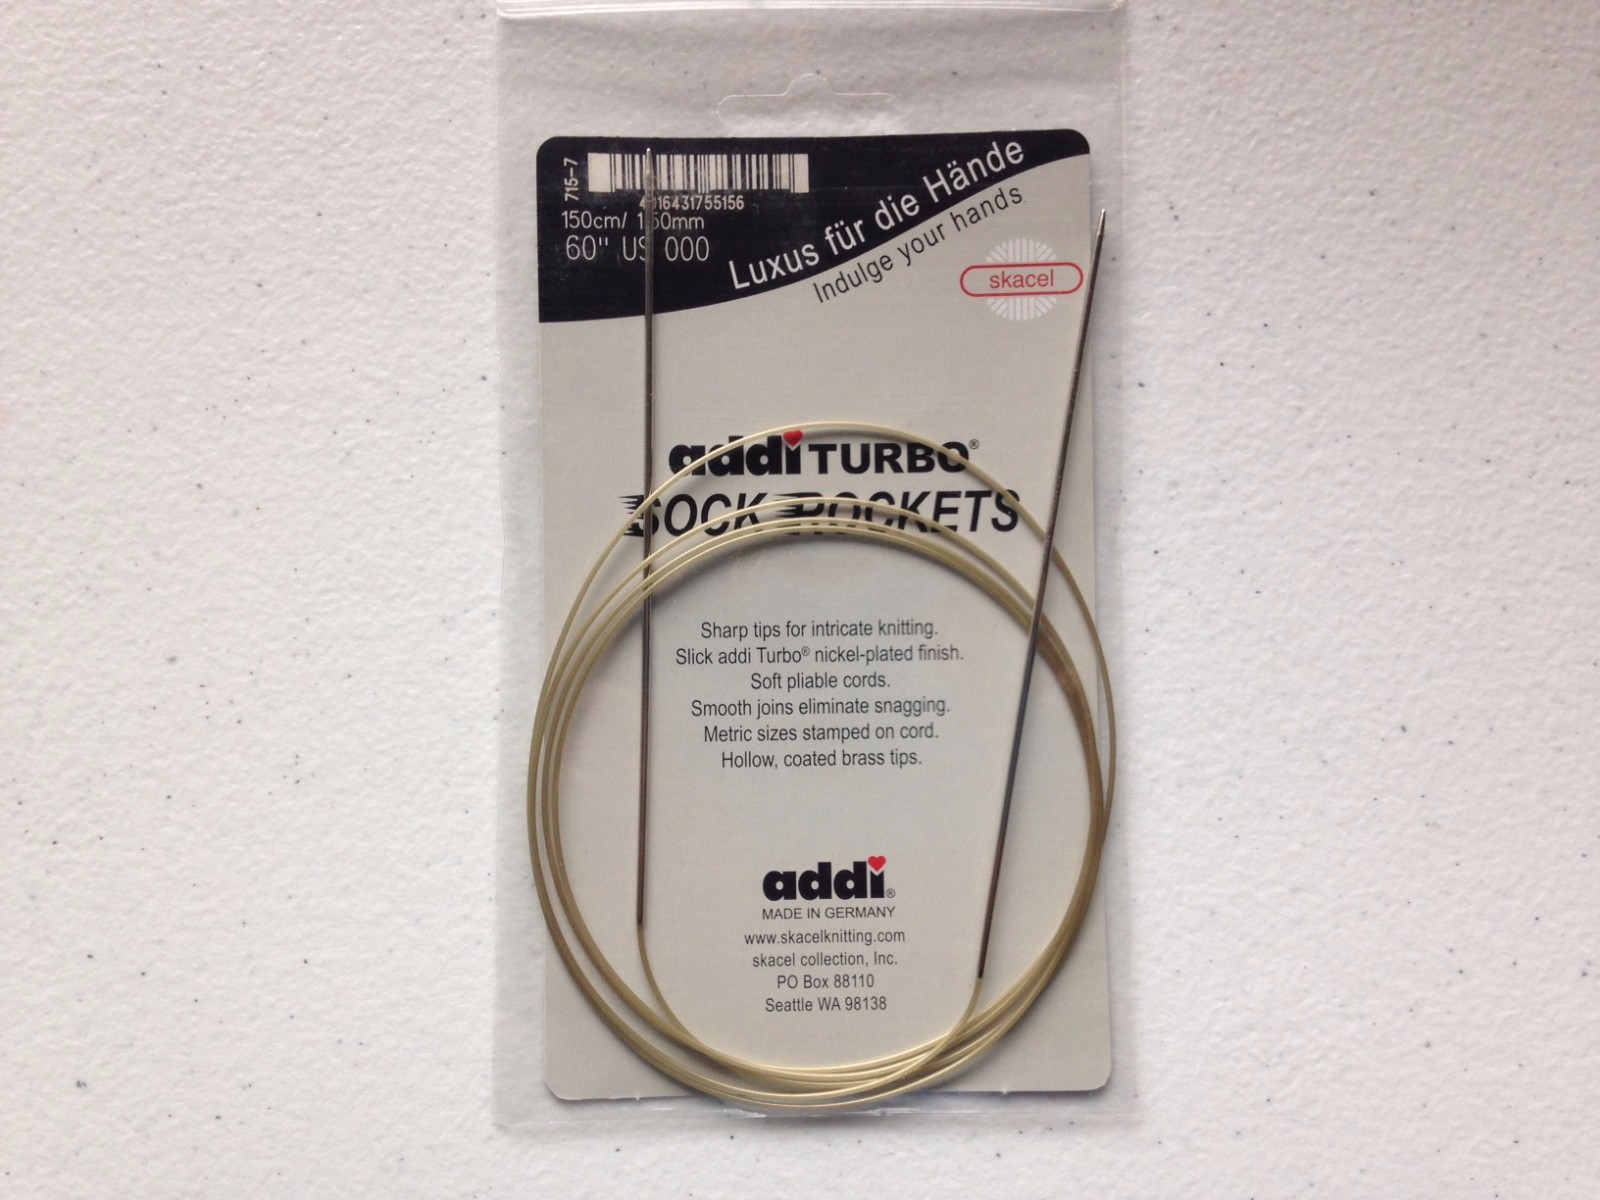 715-7
4016431755156
150cm/ 1,50mm
60" US 000
Luxus für die Hände
Indulge your hands
skacel
addi TURBO®
SOCK ROCKETS
Sharp tips for intricate knitting.
Slick addi Turbo® nickel-plated finish.
Soft pliable cords.
Smooth joins eliminate snagging.
Metric sizes stamped on cord.
Hollow, coated brass tips.
addi®
MADE IN GERMANY
www.skacelknitting.com
skacel collection, Inc.
PO Box 88110
Seattle WA 98138